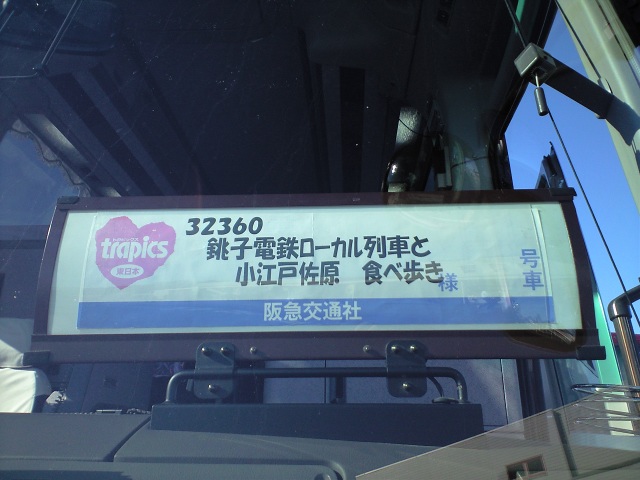 trapics
東日本
32360
銚子電鉄ローカル列車と
小江戸佐原 食べ歩き
様
号車
阪急交通社